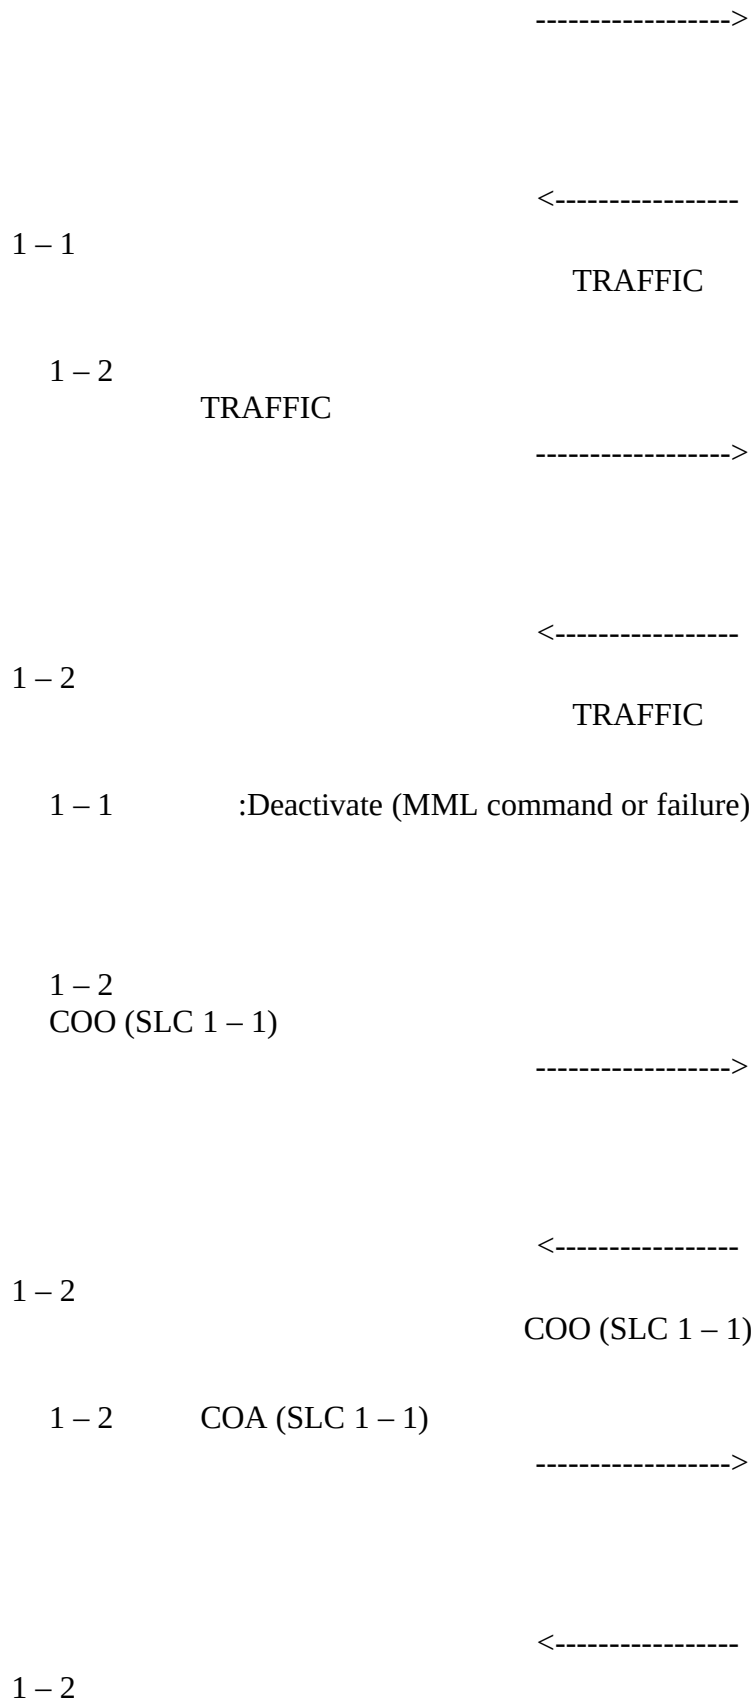 ------------------>
<-----------------
1 – 1
TRAFFIC
1 – 2
TRAFFIC
------------------>
<-----------------
1 – 2
TRAFFIC
1 – 1 :Deactivate (MML command or failure)
1 – 2
COO (SLC 1 – 1)
------------------>
<-----------------
1 – 2
COO (SLC 1 – 1)
1 – 2 COA (SLC 1 – 1)
------------------>
<-----------------
1 – 2